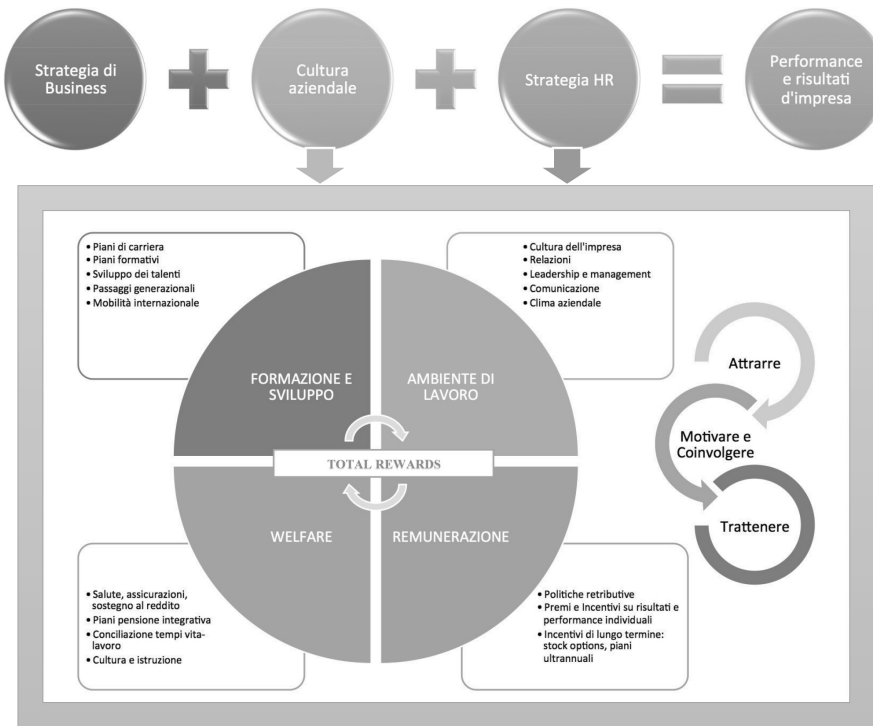 Strategia di
Business
Cultura
aziendale
Strategia HR
Performance
e risultati
d'impresa
• Piani di carriera
• Piani formativi
• Sviluppo dei talenti
• Passaggi generazionali
• Mobilità internazionale
• Cultura dell'impresa
• Relazioni
• Leadership e management
• Comunicazione
• Clima aziendale
FORMAZIONE E
SVILUPPO
AMBIENTE DI
LAVORO
TOTAL REWARDS
WELFARE
REMUNERAZIONE
• Salute, assicurazioni,
sostegno al reddito
• Piani pensione integrativa
• Conciliazione tempi vita-
lavoro
• Cultura e istruzione
• Politiche retributive
• Premi e Incentivi su risultati e
performance individuali
• Incentivi di lungo termine:
stock options, piani
ultrannuali
Attrarre
Motivare e
Coinvolgere
Trattenere